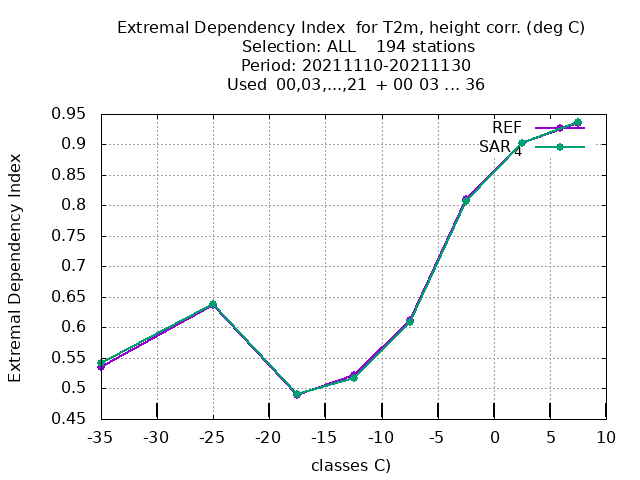 Extremal Dependency Index  for T2m, height corr. (deg C)
Selection: ALL    194 stations
Period: 20211110-20211130
Used  00,03,...,21  + 00 03 ... 36
Extremal Dependency Index
0.95
0.9
0.85
0.8
0.75
0.7
0.65
0.6
0.55
0.5
0.45
REF
SAR4
-35 -30 -25 -20 -15 -10 -5 0 5 10
classes C)